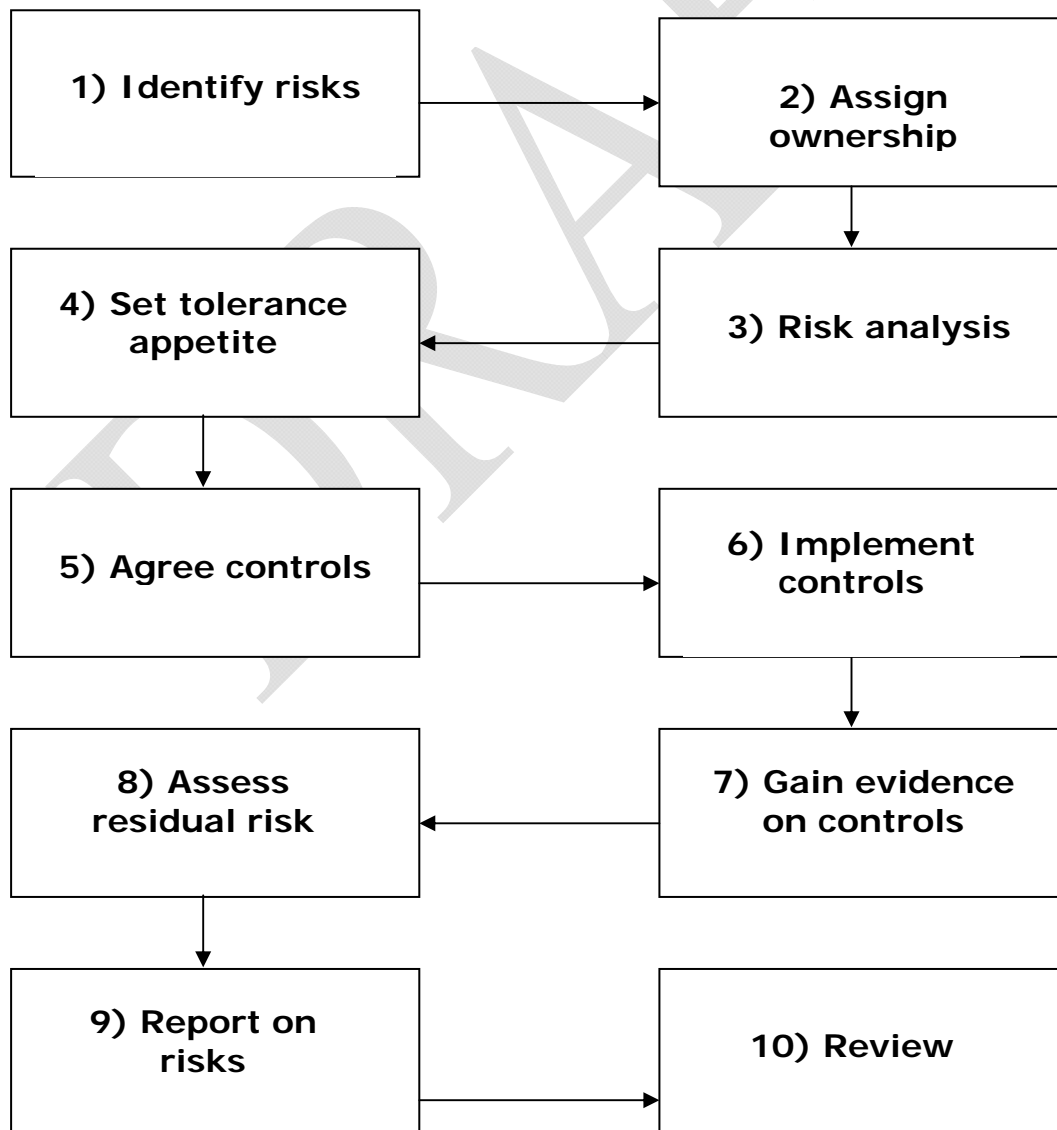 1) Identify risks
2) Assign
ownership
3) Risk analysis
4) Set tolerance
appetite
5) Agree controls
6) Implement
controls
7) Gain evidence
on controls
8) Assess
residual risk
9) Report on
risks
10) Review